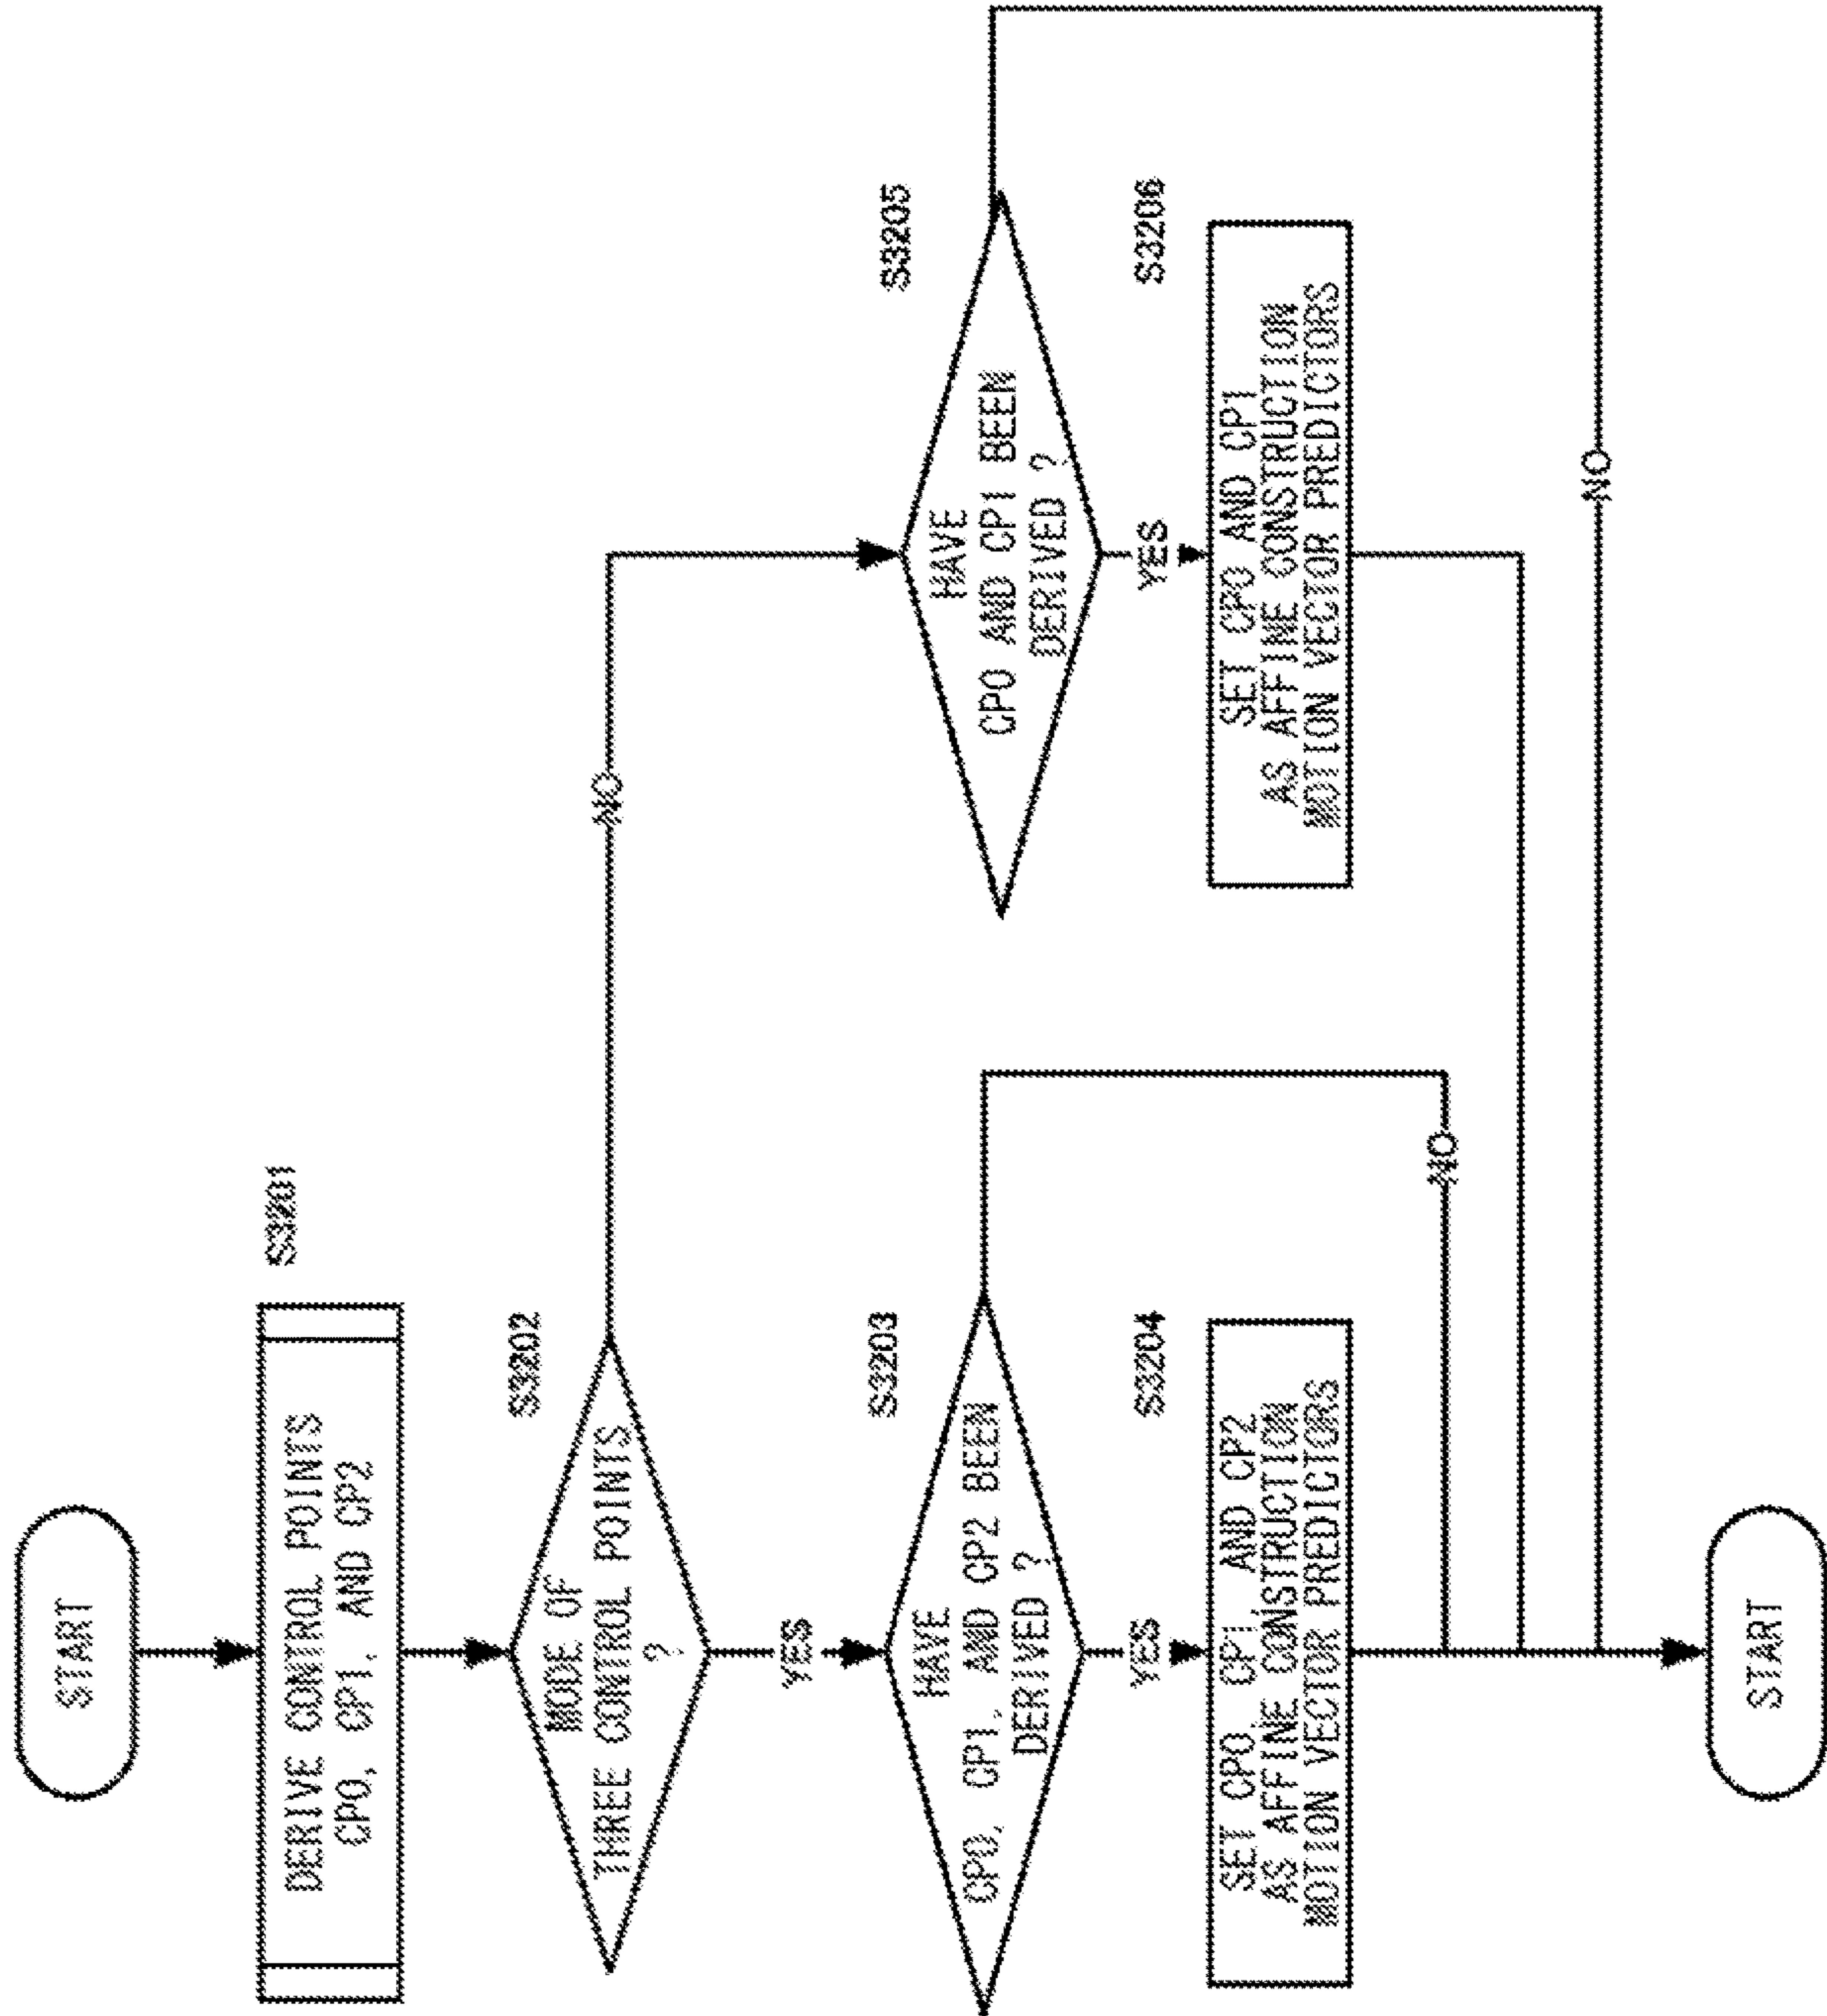 START
S3201
DERIVE CONTROL POINTS
CP0, CP1, AND CP2
S3202
MODE OF
THREE CONTROL POINTS
?
NO
YES
S3203
HAVE
CP0, CP1, AND CP2 BEEN
DERIVED ?
YES
NO
S3204
SET CP0, CP1, AND CP2
AS AFFINE CONSTRUCTION
MOTION VECTOR PREDICTORS
S3205
HAVE
CP0 AND CP1 BEEN
DERIVED ?
YES
NO
S3206
SET CP0 AND CP1
AS AFFINE CONSTRUCTION
MOTION VECTOR PREDICTORS
START